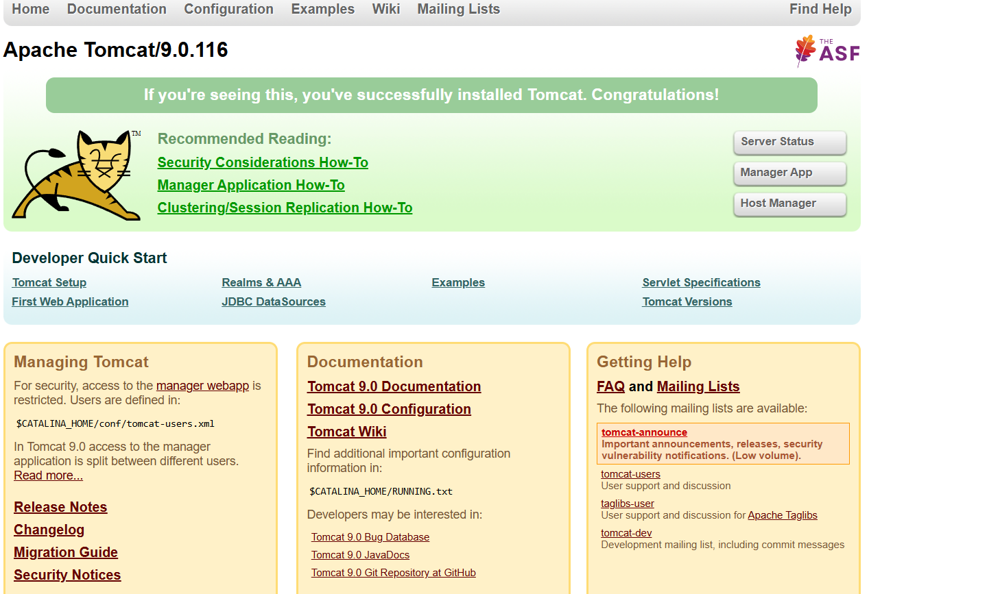 Home Documentation Configuration Examples Wiki Mailing Lists Find Help
Apache Tomcat/9.0.116
THE
ASF
If you're seeing this, you've successfully installed Tomcat. Congratulations!
TM
Recommended Reading:
Security Considerations How-To
Manager Application How-To
Clustering/Session Replication How-To
Server Status
Manager App
Host Manager
Developer Quick Start
Tomcat Setup
First Web Application
Realms & AAA
JDBC DataSources
Examples
Servlet Specifications
Tomcat Versions
Managing Tomcat
For security, access to the manager webapp is
restricted. Users are defined in:
$CATALINA_HOME/conf/tomcat-users.xml
In Tomcat 9.0 access to the manager
application is split between different users.
Read more...
Release Notes
Changelog
Migration Guide
Security Notices
Documentation
Tomcat 9.0 Documentation
Tomcat 9.0 Configuration
Tomcat Wiki
Find additional important configuration
information in:
$CATALINA_HOME/RUNNING.txt
Developers may be interested in:
Tomcat 9.0 Bug Database
Tomcat 9.0 JavaDocs
Tomcat 9.0 Git Repository at GitHub
Getting Help
FAQ and Mailing Lists
The following mailing lists are available:
tomcat-announce
Important announcements, releases, security
vulnerability notifications. (Low volume).
tomcat-users
User support and discussion
taglibs-user
User support and discussion for Apache Taglibs
tomcat-dev
Development mailing list, including commit messages